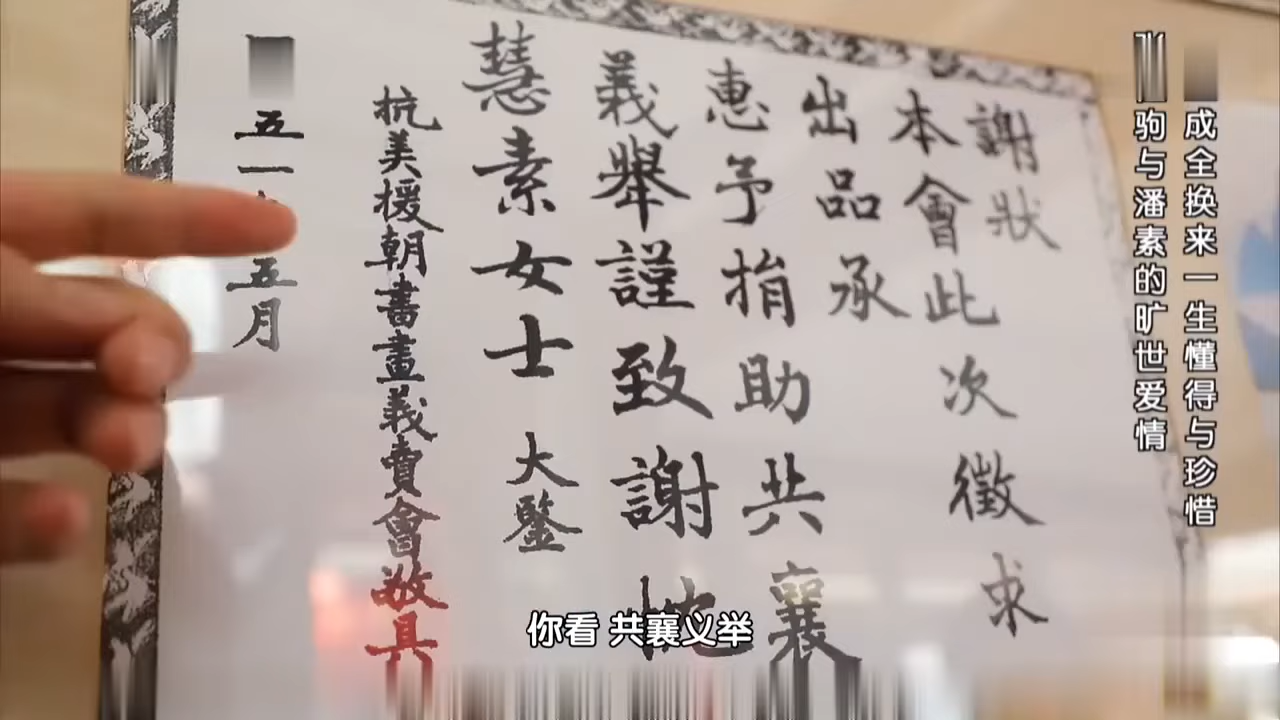 成全换来一生懂得与珍惜
驹与潘素的旷世爱情
謝狀
本會此次徵求
出品承
惠予捐助共襄
義舉謹致謝忱
慧素女士 大鑒
抗美援朝書畫義賣會敬具
五一年五月
你看 共襄义举